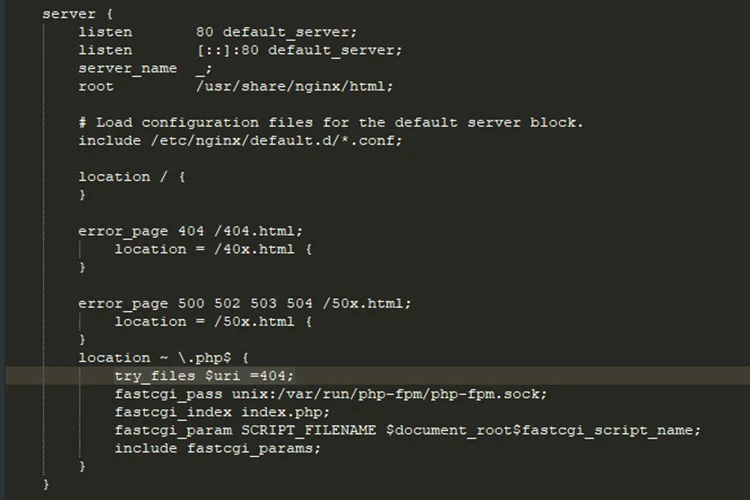 server {
listen 80 default_server;
listen [::]:80 default_server;
server_name _;
root /usr/share/nginx/html;
# Load configuration files for the default server block.
include /etc/nginx/default.d/*.conf;
location / {
}
error_page 404 /404.html;
location = /40x.html {
}
error_page 500 502 503 504 /50x.html;
location = /50x.html {
}
location ~ \.php$ {
try_files $uri =404;
fastcgi_pass unix:/var/run/php-fpm/php-fpm.sock;
fastcgi_index index.php;
fastcgi_param SCRIPT_FILENAME $document_root$fastcgi_script_name;
include fastcgi_params;
}
}